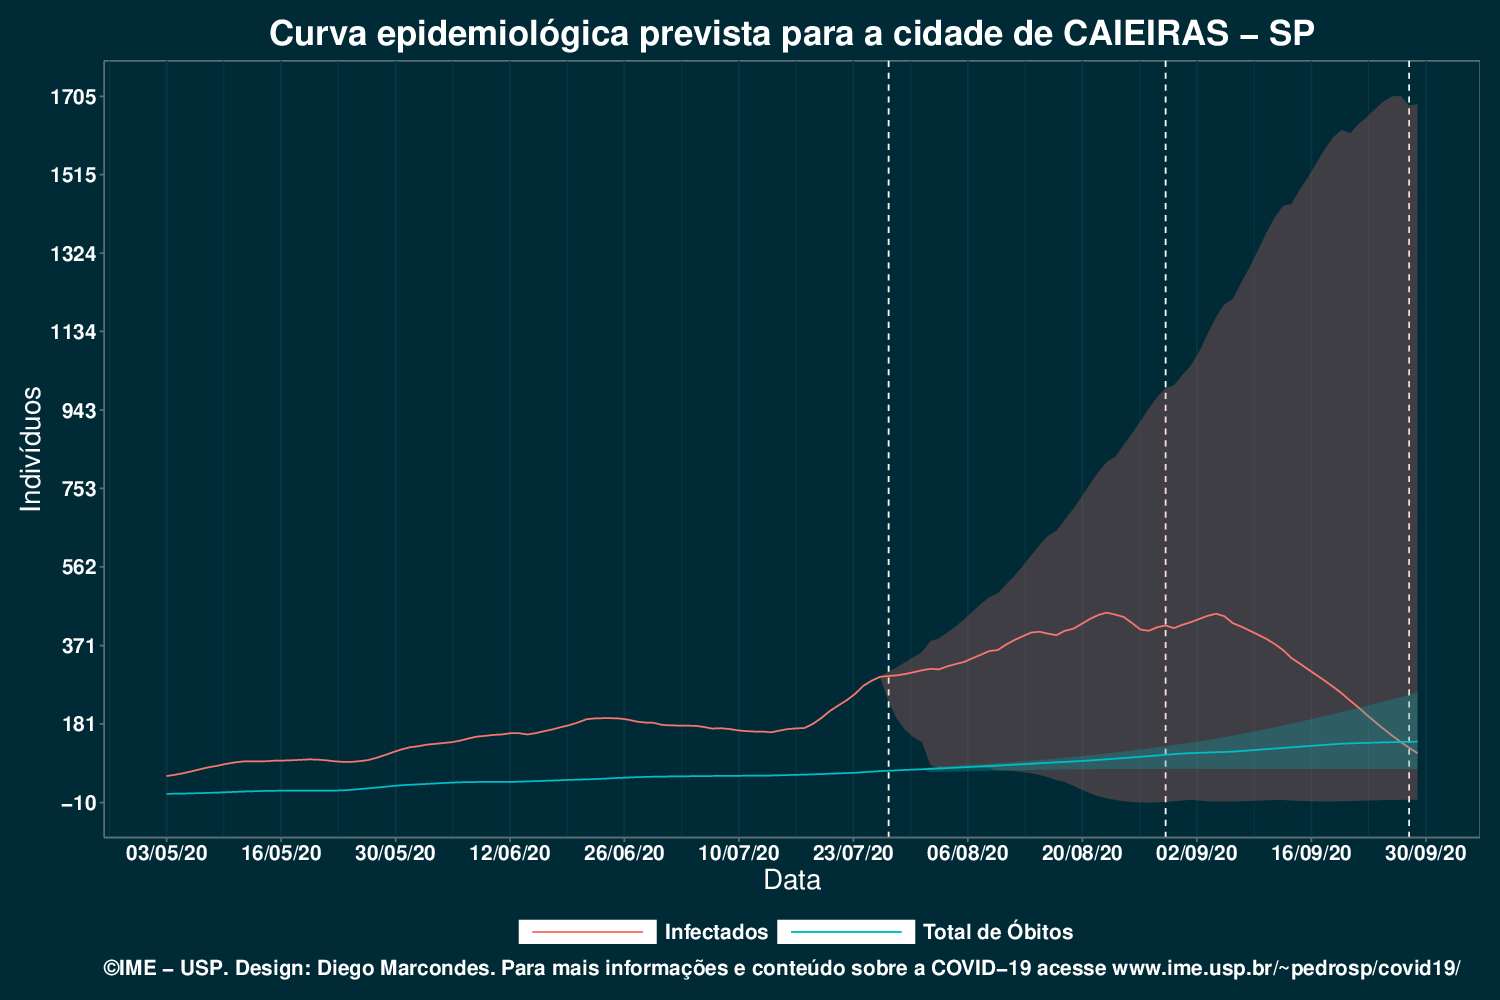 Curva epidemiológica prevista para a cidade de CAIEIRAS – SP
Indivíduos
1705
1515
1324
1134
943
753
562
371
181
−10
03/05/20 16/05/20 30/05/20 12/06/20 26/06/20 10/07/20 23/07/20 06/08/20 20/08/20 02/09/20 16/09/20 30/09/20
Data
Infectados Total de Óbitos
©IME – USP. Design: Diego Marcondes. Para mais informações e conteúdo sobre a COVID−19 acesse www.ime.usp.br/~pedrosp/covid19/